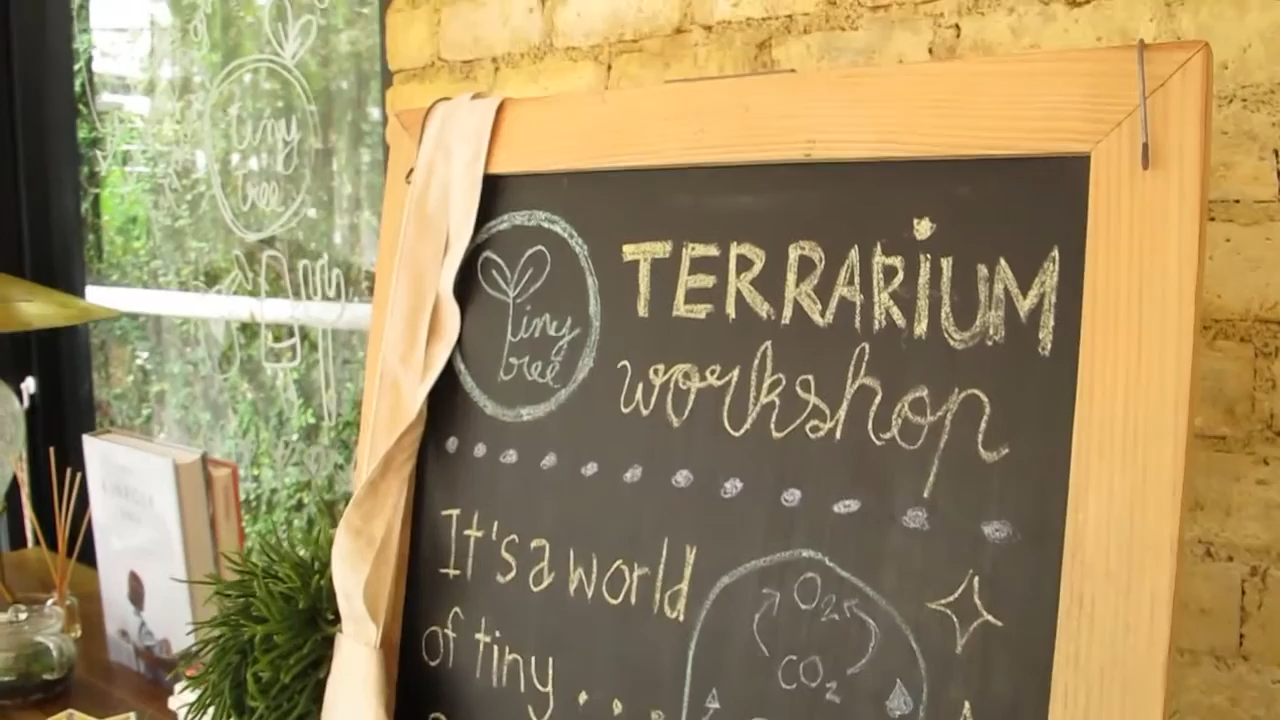 tiny
tree
tiny
tree
TERRARIUM
workshop
It's a world
of tiny ...
O2
CO2